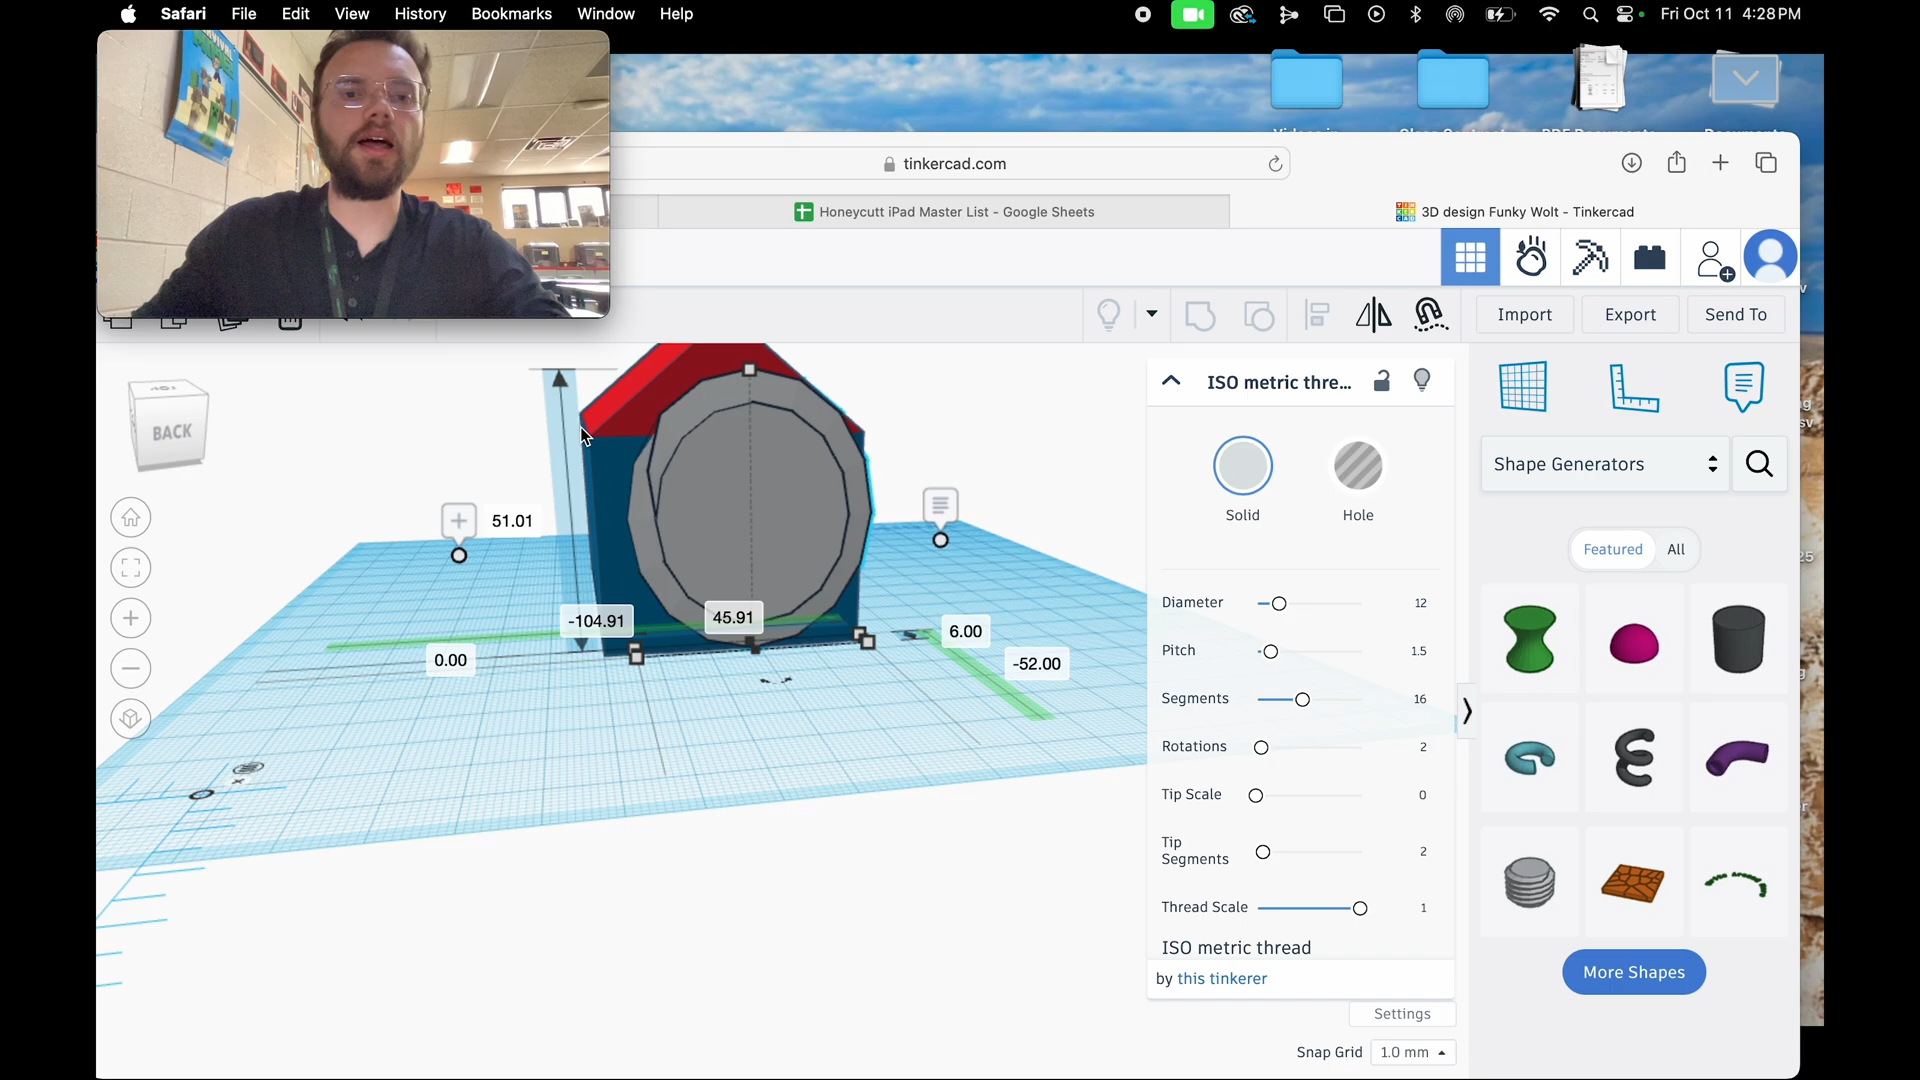 Safari File Edit View History Bookmarks Window Help
Fri Oct 11 4:28 PM
tinkercad.com
Honeycutt iPad Master List - Google Sheets
3D design Funky Wolt - Tinkercad
Import Export Send To
ISO metric thre...
BACK
Shape Generators
Solid Hole
51.01
Featured All
Diameter 12
-104.91
45.91
6.00
0.00
-52.00
Pitch 1.5
Segments 16
Rotations 2
Tip Scale 0
Tip
Segments 2
Thread Scale 1
ISO metric thread
by this tinkerer
More Shapes
Settings
Snap Grid 1.0 mm